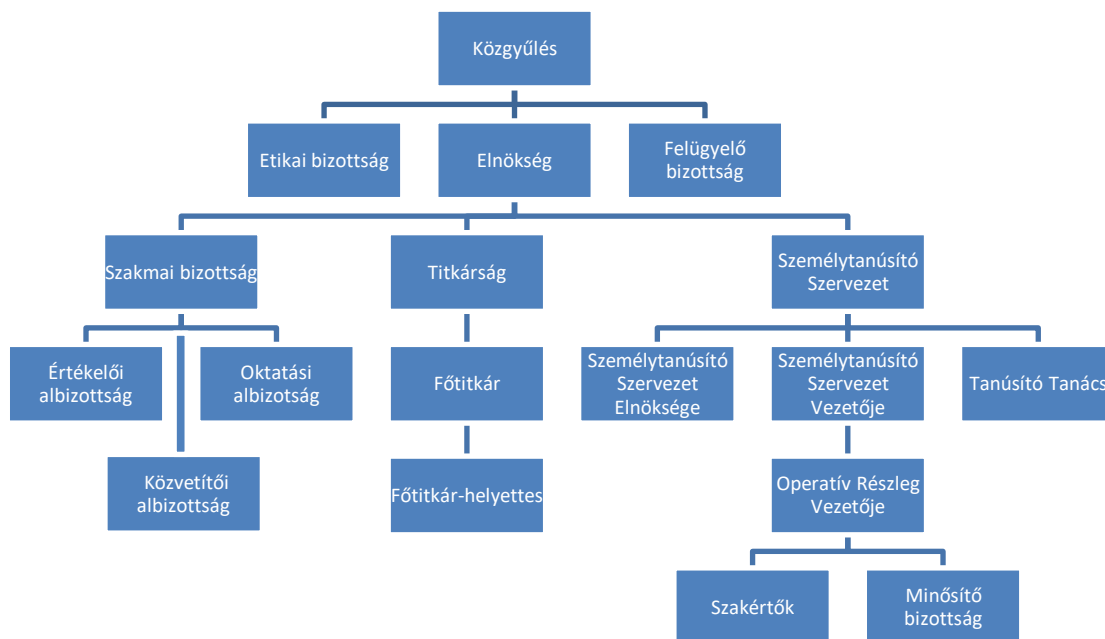 Közgyűlés
Etikai bizottság
Elnökség
Felügyelő
bizottság
Szakmai bizottság
Titkárság
Személytanúsító
Szervezet
Értékelői
albizottság
Oktatási
albizotság
Főtitkár
Személytanúsító
Szervezet
Elnöksége
Személytanúsító
Szervezet
Vezetője
Tanúsító Tanács
Közvetítői
albizottság
Főtitkár-helyettes
Operatív Részleg
Vezetője
Szakértők
Minősítő
bizottság